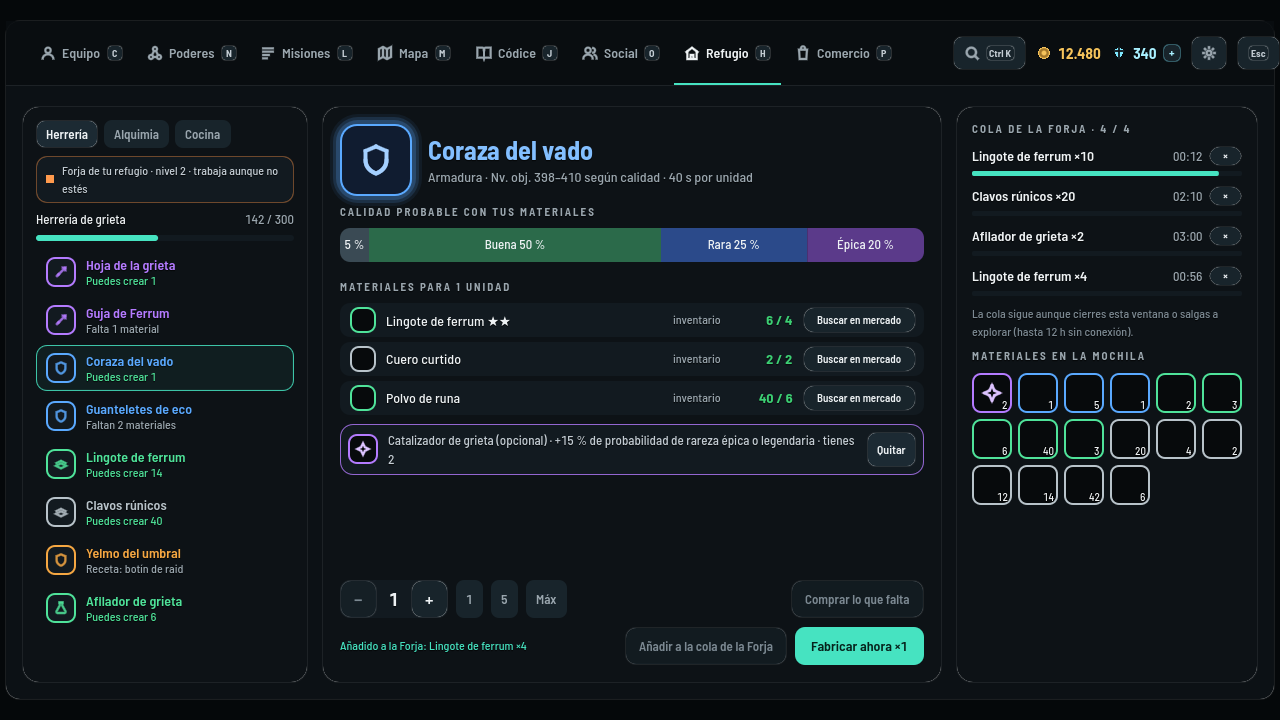 Equipo C Poderes N Misiones L Mapa M Códice J Social O Refugio H Comercio P Ctrl K 12.480 340 + Esc
Herrería Alquimia Cocina
Forja de tu refugio · nivel 2 · trabaja aunque no
estés
Herrería de grieta 142 / 300
Hoja de la grieta
Puedes crear 1
Guja de Ferrum
Falta 1 material
Coraza del vado
Puedes crear 1
Guanteletes de eco
Faltan 2 materiales
Lingote de ferrum
Puedes crear 14
Clavos rúnicos
Puedes crear 40
Yelmo del umbral
Receta: botín de raid
Afilador de grieta
Puedes crear 6
Coraza del vado
Armadura · Nv. obj. 398–410 según calidad · 40 s por unidad
CALIDAD PROBABLE CON TUS MATERIALES
5 % Buena 50 % Rara 25 % Épica 20 %
MATERIALES PARA 1 UNIDAD
Lingote de ferrum ★★ inventario 6 / 4 Buscar en mercado
Cuero curtido inventario 2 / 2 Buscar en mercado
Polvo de runa inventario 40 / 6 Buscar en mercado
Catalizador de grieta (opcional) · +15 % de probabilidad de rareza épica o legendaria · tienes
2
Quitar
− 1 + 1 5 Máx Comprar lo que falta
Añadido a la Forja: Lingote de ferrum ×4 Añadir a la cola de la Forja Fabricar ahora ×1
COLA DE LA FORJA · 4 / 4
Lingote de ferrum ×10 00:12 ×
Clavos rúnicos ×20 02:10 ×
Afilador de grieta ×2 03:00 ×
Lingote de ferrum ×4 00:56 ×
La cola sigue aunque cierres esta ventana o salgas a
explorar (hasta 12 h sin conexión).
MATERIALES EN LA MOCHILA
2 1 5 1 2 3
6 40 3 20 4 2
12 14 42 6